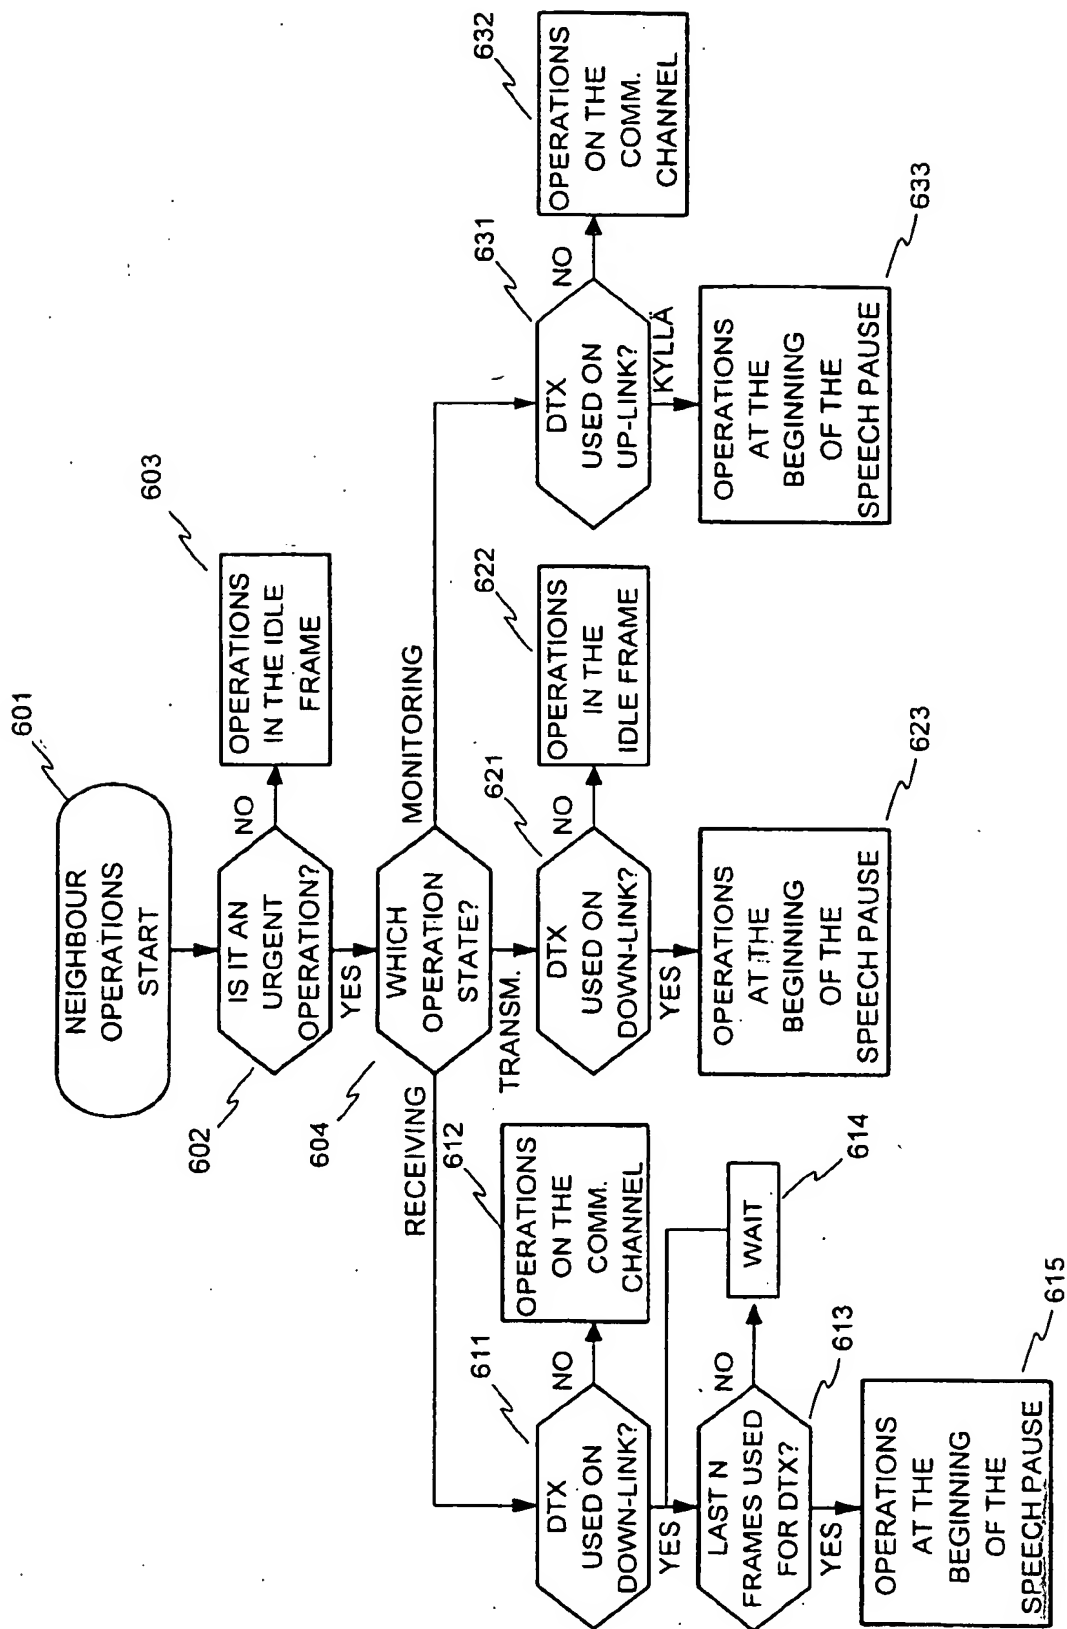 601
NEIGHBOUR
OPERATIONS
START
602
IS IT AN
URGENT
OPERATION?
NO
603
OPERATIONS
IN THE IDLE
FRAME
YES
604
WHICH
OPERATION
STATE?
RECEIVING
TRANSM.
MONITORING
611
DTX
USED ON
DOWN-LINK?
NO
612
OPERATIONS
ON THE
COMM.
CHANNEL
YES
613
LAST N
FRAMES USED
FOR DTX?
NO
614
WAIT
YES
615
OPERATIONS
AT THE
BEGINNING
OF THE
SPEECH PAUSE
621
DTX
USED ON
DOWN-LINK?
NO
622
OPERATIONS
IN THE
IDLE FRAME
YES
623
OPERATIONS
AT THE
BEGINNING
OF THE
SPEECH PAUSE
631
DTX
USED ON
UP-LINK?
NO
632
OPERATIONS
ON THE
COMM.
CHANNEL
KYLLÄ
633
OPERATIONS
AT THE
BEGINNING
OF THE
SPEECH PAUSE